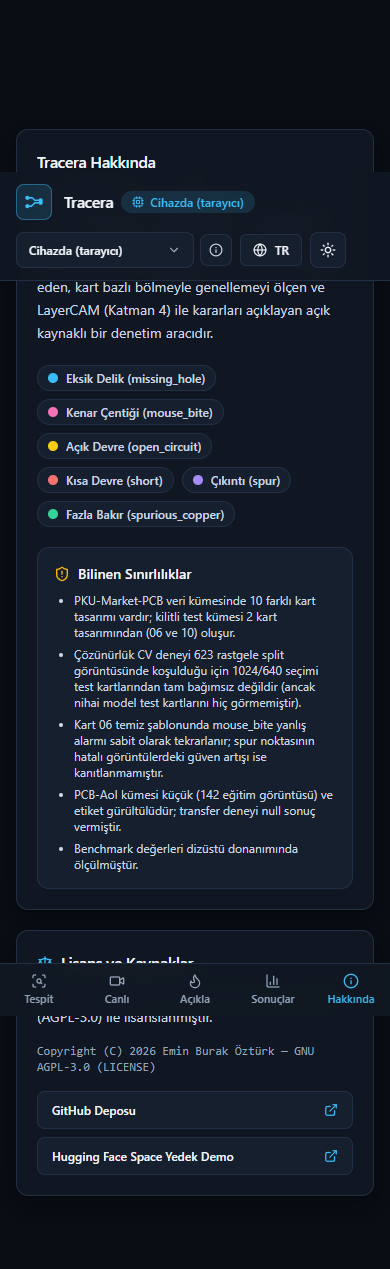 Tracera Hakkında
Tracera
Cihazda (tarayıcı)
Cihazda (tarayıcı)
TR
eden, kart bazlı bölmeyle genellemeyi ölçen ve
LayerCAM (Katman 4) ile kararları açıklayan açık
kaynaklı bir denetim aracıdır.
Eksik Delik (missing_hole)
Kenar Çentiği (mouse_bite)
Açık Devre (open_circuit)
Kısa Devre (short)
Çıkıntı (spur)
Fazla Bakır (spurious_copper)
Bilinen Sınırlılıklar
• PKU-Market-PCB veri kümesinde 10 farklı kart
tasarımı vardır; kilitli test kümesi 2 kart
tasarımından (06 ve 10) oluşur.
• Çözünürlük CV deneyi 623 rastgele split
görüntüsünde koşulduğu için 1024/640 seçimi
test kartlarından tam bağımsız değildir (ancak
nihai model test kartlarını hiç görmemiştir).
• Kart 06 temiz şablonunda mouse_bite yanlış
alarmı sabit olarak tekrarlanır; spur noktasının
hatalı görüntülerdeki güven artışı ise
kanıtlanmamıştır.
• PCB-AoI kümesi küçük (142 eğitim görüntüsü) ve
etiket gürültülüdür; transfer deneyi null sonuç
vermiştir.
• Benchmark değerleri dizüstü donanımında
ölçülmüştür.
Lisans ve Kaynaklar
Tespit
Canlı
Açıkla
Sonuçlar
Hakkında
(AGPL-3.0) ile lisanslanmıştır.
Copyright (C) 2026 Emin Burak Öztürk — GNU
AGPL-3.0 (LICENSE)
GitHub Deposu
Hugging Face Space Yedek Demo